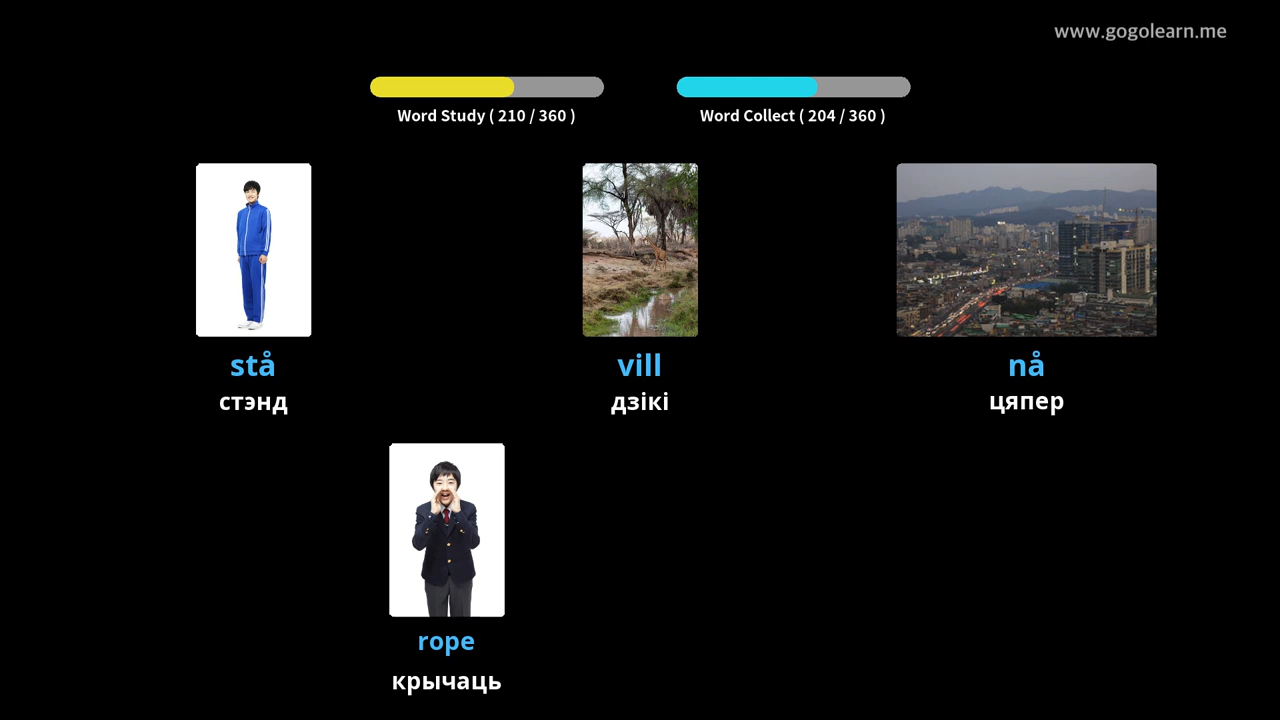 www.gogolearn.me
Word Study ( 210 / 360 )
Word Collect ( 204 / 360 )
stå
стэнд
vill
дзікі
nå
цяпер
rope
крычаць